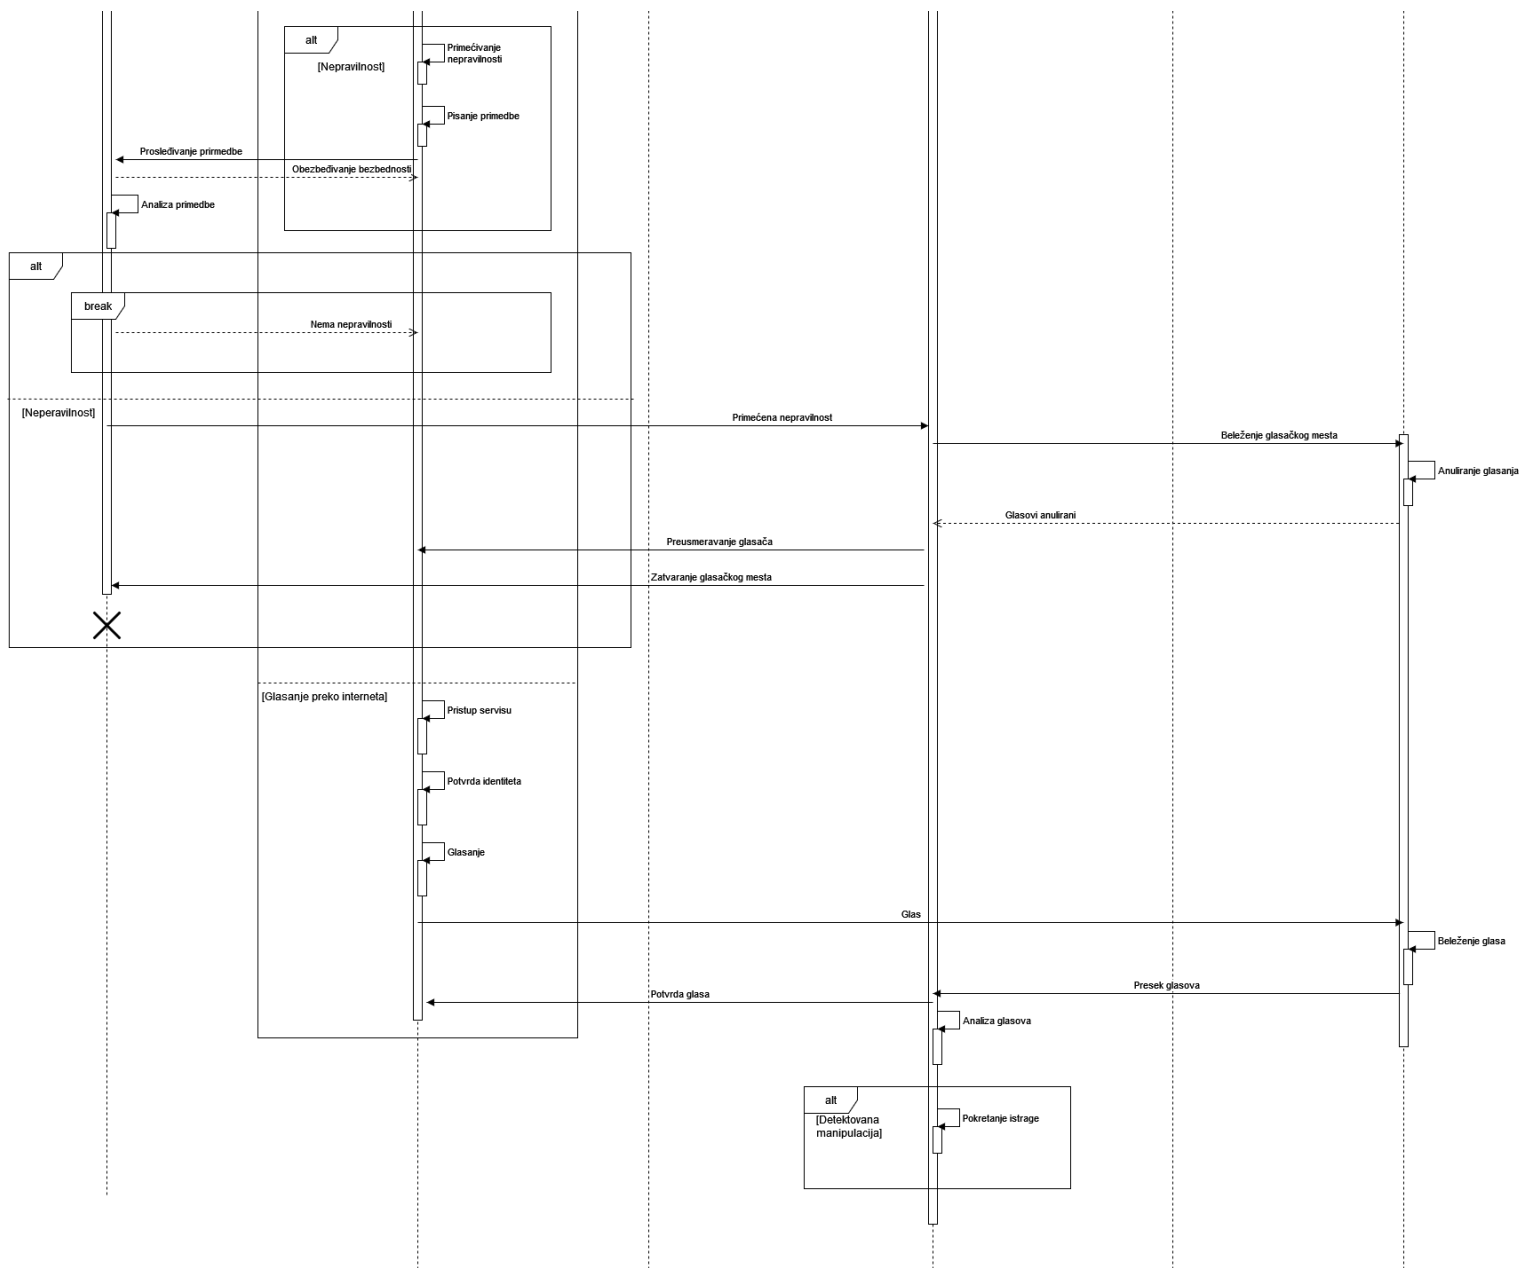 alt
Primećivanje
nepravilnosti
[Nepravilnost]
Pisanje primedbe
Prosleđivanje prirmedbe
Obezbeđivanje bezbednosti
Analiza primedbe
alt
break
Nema nepravilnosti
[Neperavilnost]
Primećena nepravilnost
Beleženje glasačkog mesta
Anuliranje glasanja
Glasovi anulirani
Preusmeravanje glasača
Zatvaranje glasačkog mesta
[Glasanje preko interneta]
Pristup servisu
Potvrda identiteta
Glasanje
Glas
Beleženje glasa
Presek glasova
Potvrda glasa
Analiza glasova
alt
[Detektovana
manipulacija]
Pokretanje istrage